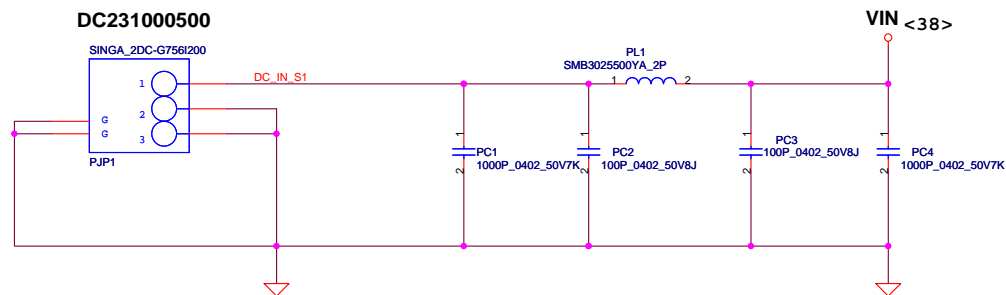 DC231000500
VIN <38>
SINGA_2DC-G756I200
PL1
SMB3025500YA_2P
DC_IN_S1
1
1
2
G
2
G
3
PJP1
1
1
1
1
PC1
1000P_0402_50V7K
PC2
100P_0402_50V8J
PC3
100P_0402_50V8J
PC4
1000P_0402_50V7K
2
2
2
2